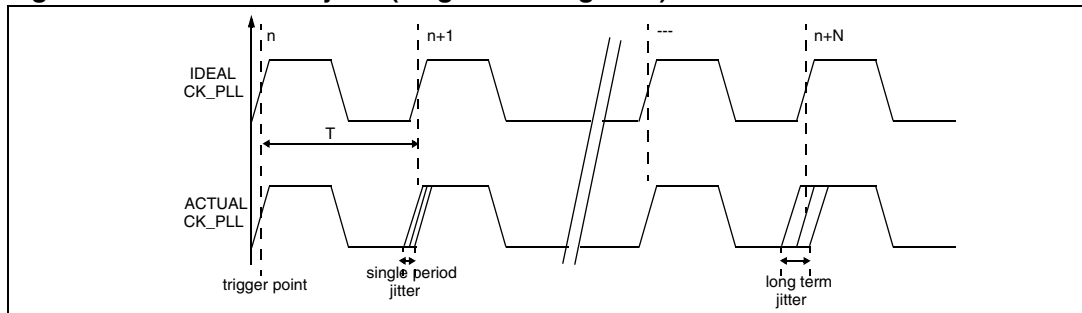 n
n+1
---
n+N
IDEAL
CK_PLL
T
ACTUAL
CK_PLL
trigger point
single period
jitter
long term
jitter